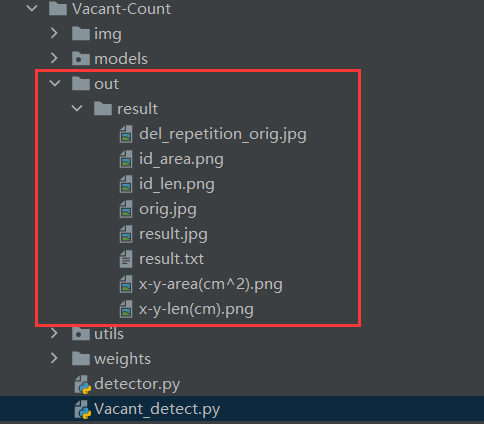 Vacant-Count
img
models
out
result
del_repetition_orig.jpg
id_area.png
id_len.png
orig.jpg
result.jpg
result.txt
x-y-area(cm^2).png
x-y-len(cm).png
utils
weights
detector.py
Vacant_detect.py